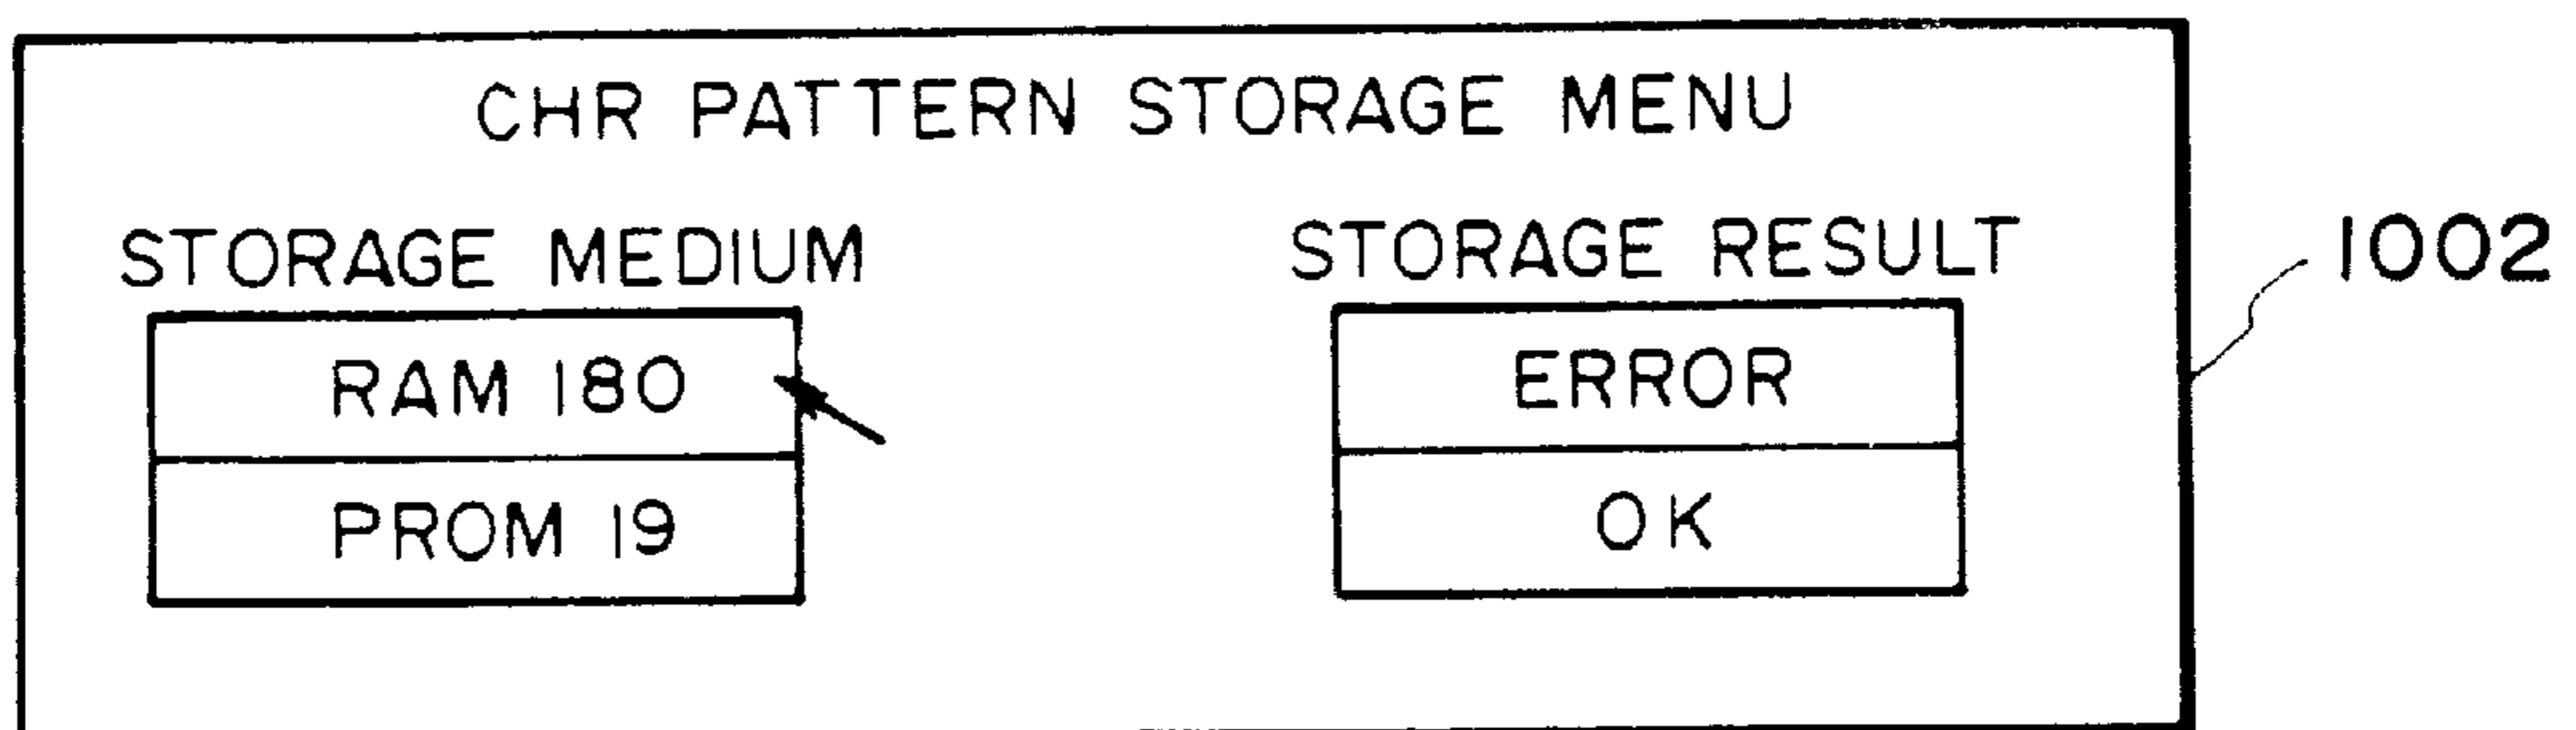 CHR PATTERN STORAGE MENU
STORAGE MEDIUM
RAM 180
PROM 19
STORAGE RESULT
ERROR
OK
1002